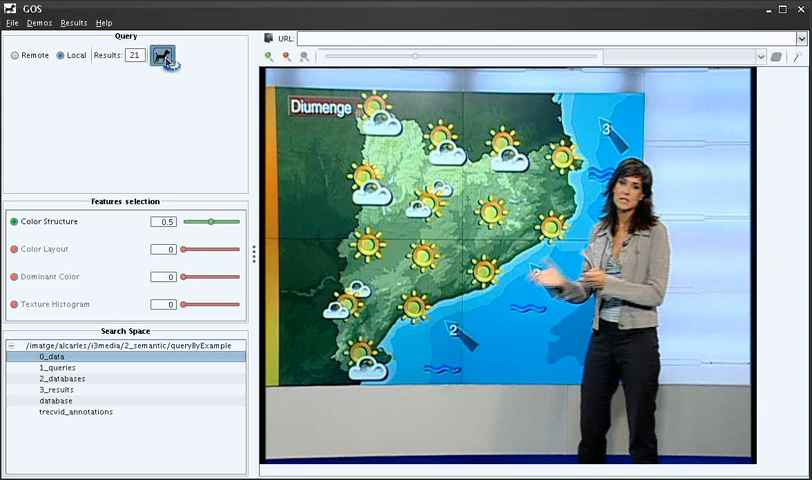 GOS
File Demos Results Help
Query
Remote Local Results: 21
URL:
Features selection
Color Structure 0.5
Color Layout 0
Dominant Color 0
Texture Histogram 0
Search Space
/imatge/alcarles/i3media/2_semantic/queryByExample
0_data
1_queries
2_databases
3_results
database
trecvid_annotations
Diumenge
3
2